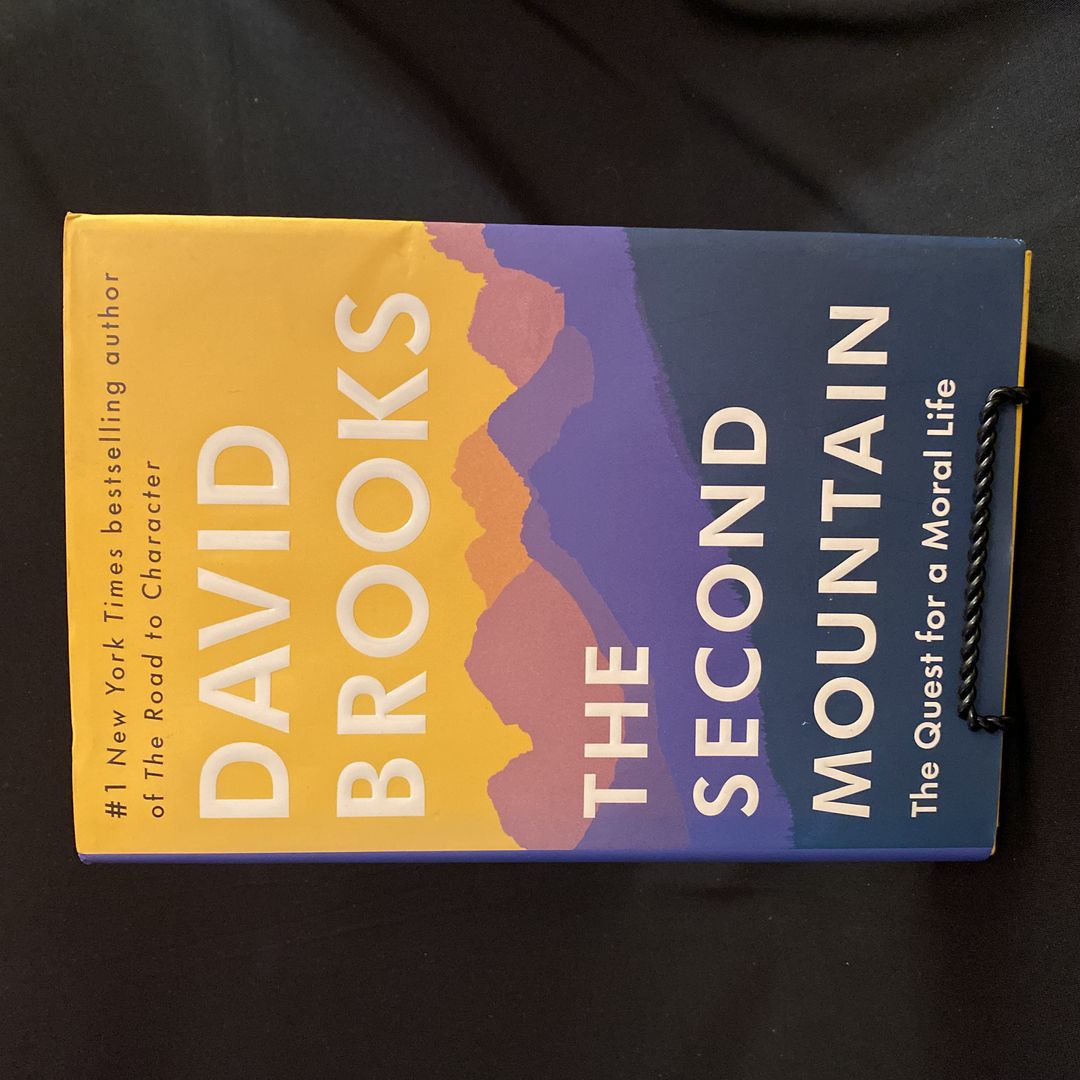 #1 New York Times bestselling author
of The Road to Character
DAVID
BROOKS
THE
SECOND
MOUNTAIN
The Quest for a Moral Life